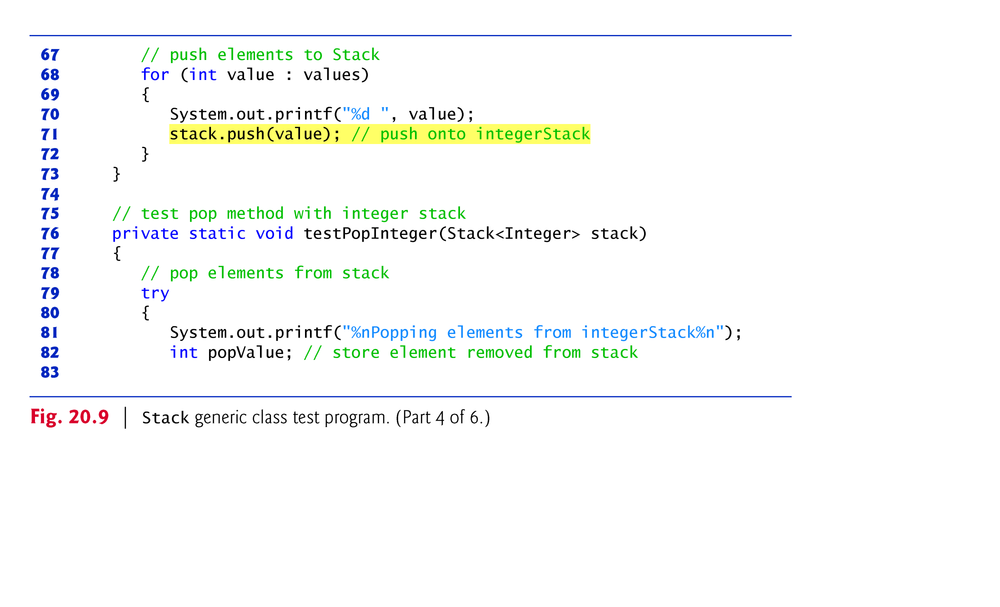 67 // push elements to Stack
68 for (int value : values)
69 {
70 System.out.printf("%d ", value);
71 stack.push(value); // push onto integerStack
72 }
73 }
74
75 // test pop method with integer stack
76 private static void testPopInteger(Stack<Integer> stack)
77 {
78 // pop elements from stack
79 try
80 {
81 System.out.printf("%nPopping elements from integerStack%n");
82 int popValue; // store element removed from stack
83
Fig. 20.9 | Stack generic class test program. (Part 4 of 6.)